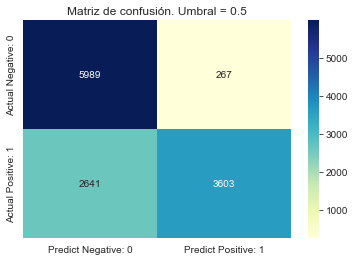 Matriz de confusión. Umbral = 0.5
Actual Negative: 0
5989
267
5000
4000
3000
2000
1000
Actual Positive: 1
2641
3603
Predict Negative: 0
Predict Positive: 1